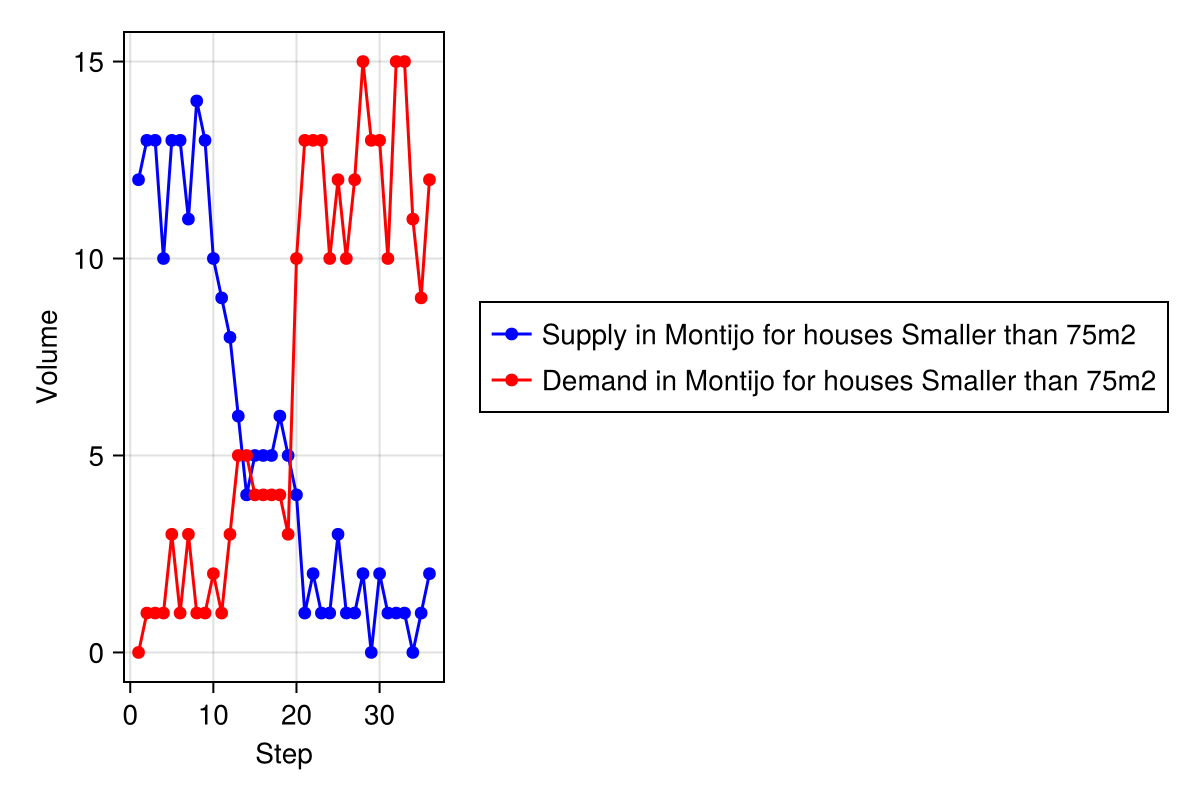 15
10
5
0
Volume
0 10 20 30
Step
Supply in Montijo for houses Smaller than 75m2
Demand in Montijo for houses Smaller than 75m2